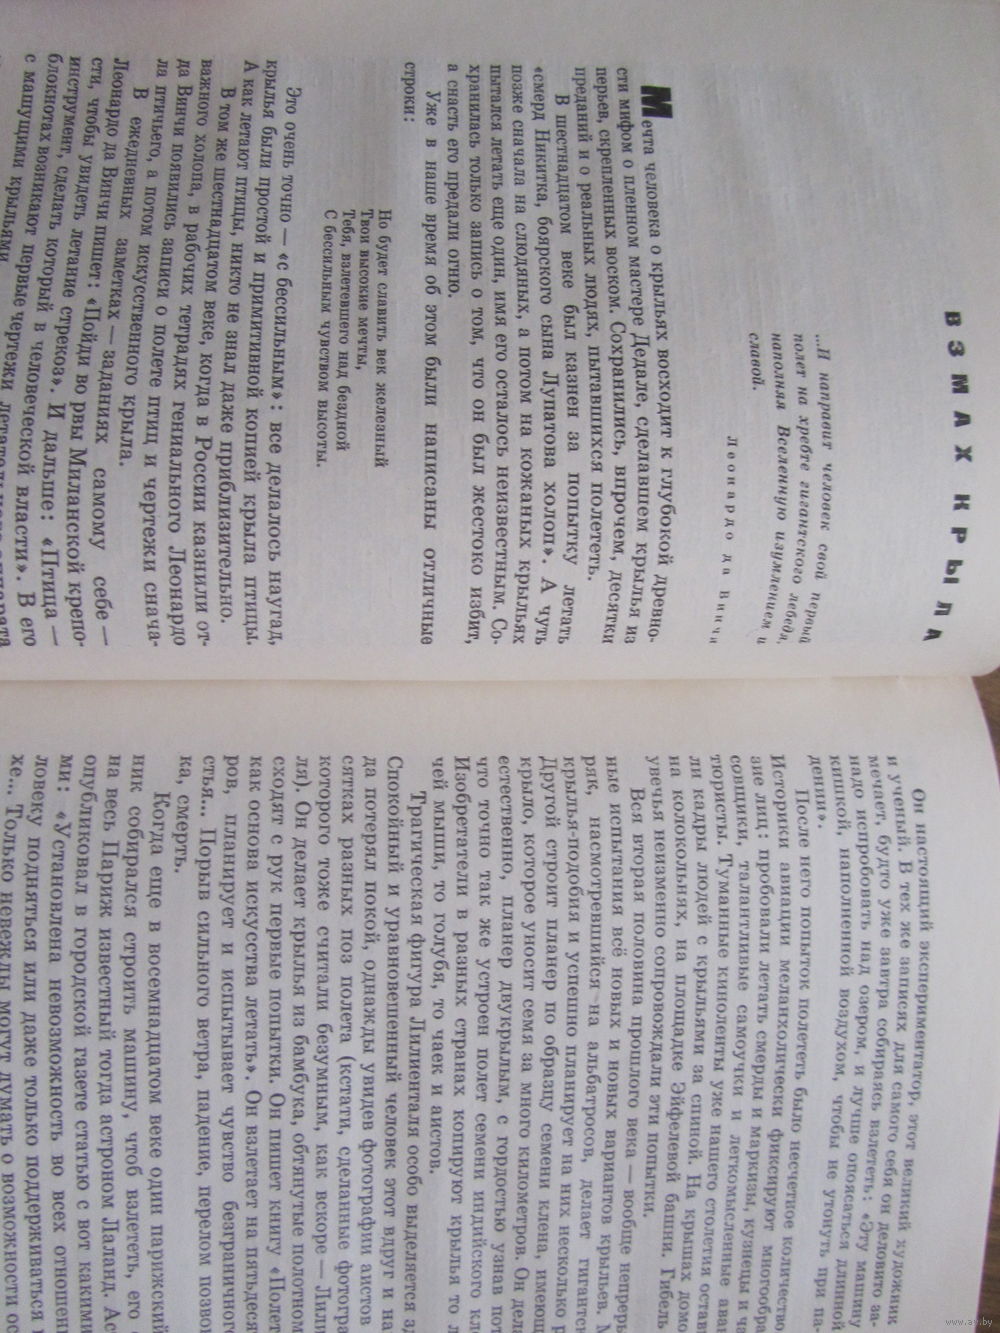 ВЗМАХ КРЫЛА
...И направит человек свой первый
полет на хребте гигантского лебедя,
наполняя Вселенную изумлением и
славой.
Леонардо да Винчи
Мечта человека о крыльях восходит к глубокой древно-
сти мифом о пленном мастере Дедале, сделавшем крылья из
перьев, скрепленных воском. Сохранились, впрочем, десятки
преданий и о реальных людях, пытавшихся полететь.
В шестнадцатом веке был казнен за попытку летать
«смерд Никитка, боярского сына Лупатова холоп». А чуть
позже сначала на слюдяных, а потом на кожаных крыльях
пытался летать еще один, имя его осталось неизвестным. Со-
хранилась только запись о том, что он был жестоко избит,
а снасть его предали огню.
Уже в наше время об этом были написаны отличные
строки:
Но будет славить век железный
Твои высокие мечты,
Тебя, взлетевшего над бездной
С бессильным чувством высоты.
Это очень точно — «с бессильным»: все делалось наугад,
крылья были простой и примитивной копией крыла птицы.
А как летают птицы, никто не знал даже приблизительно.
В том же шестнадцатом веке, когда в России казнили от-
важного холопа, в рабочих тетрадях гениального Леонардо
да Винчи появились записи о полете птиц и чертежи снача-
ла птичьего, а потом искусственного крыла.
В ежедневных заметках — заданиях самому себе —
Леонардо да Винчи пишет: «Пойди во рвы Миланской крепо-
сти, чтобы увидеть летание стрекоз». И дальше: «Птица —
инструмент, сделать который в человеческой власти». В его
блокнотах возникают первые чертежи летательного аппарата
с машущими крыльями
Он настоящий экспериментатор, этот великий художник
и ученый. В тех же записях для самого себя он деловито за-
мечает, будто уже завтра собираясь взлететь: «Эту машину
надо испробовать над озером, и лучше опоясаться длинной
кишкой, наполненной воздухом, чтобы не утонуть при па-
дении».
После него попыток полететь было несчетное количество
Историки авиации меланхолически фиксируют многообра
зие лиц: пробовали летать смерды и маркизы, кузнецы и ча
совщики, талантливые самоучки и легкомысленные аван
тюристы. Туманные киноленты уже нашего столетия остав
ли кадры людей с крыльями за спиной. На крышах домо
на колокольнях, на площадке Эйфелевой башни. Гибель
увечья неизменно сопровождали эти попытки.
Вся вторая половина прошлого века — вообще непреры
ные испытания всё новых и новых вариантов крыльев. М
ряк, насмотревшийся на альбатросов, делает гигантск
крылья-подобия и успешно планирует на них несколько р
Другой строит планер по образцу семени клена, имеющ
крыло, которое уносит семя за много километров. Он дела
естественно, планер двукрылым, с гордостью узнав пот
что точно так же устроен полет семени индийского кле
Изобретатели в разных странах копируют крылья то л
чей мыши, то голубя, то чаек и аистов.
Трагическая фигура Лилиенталя особо выделяется зд
Спокойный и уравновешенный человек этот вдруг и на
да потерял покой, однажды увидев фотографии аистов
сятках разных поз полета (кстати, сделанные фотогра
которого тоже считали безумным, как вскоре — Лили
ля). Он делает крылья из бамбука, обтянутые полотном
сходят с рук первые попытки. Он пишет книгу «Полет
как основа искусства летать». Он взлетает на пятьдеся
ров, планирует и испытывает чувство безграничного
стья... Порыв сильного ветра, падение, перелом позвон
ка, смерть.
Когда еще в восемнадцатом веке один парижский
ник собирался строить машину, чтоб взлететь, его
на весь Париж известный тогда астроном Лаланд. Ас
опубликовал в городской газете статью с вот какими
ми: «Установлена невозможность во всех отношени
ловеку подняться или даже только поддерживаться
хе... Только невежды могут думать о возможности ос
www.ay.by